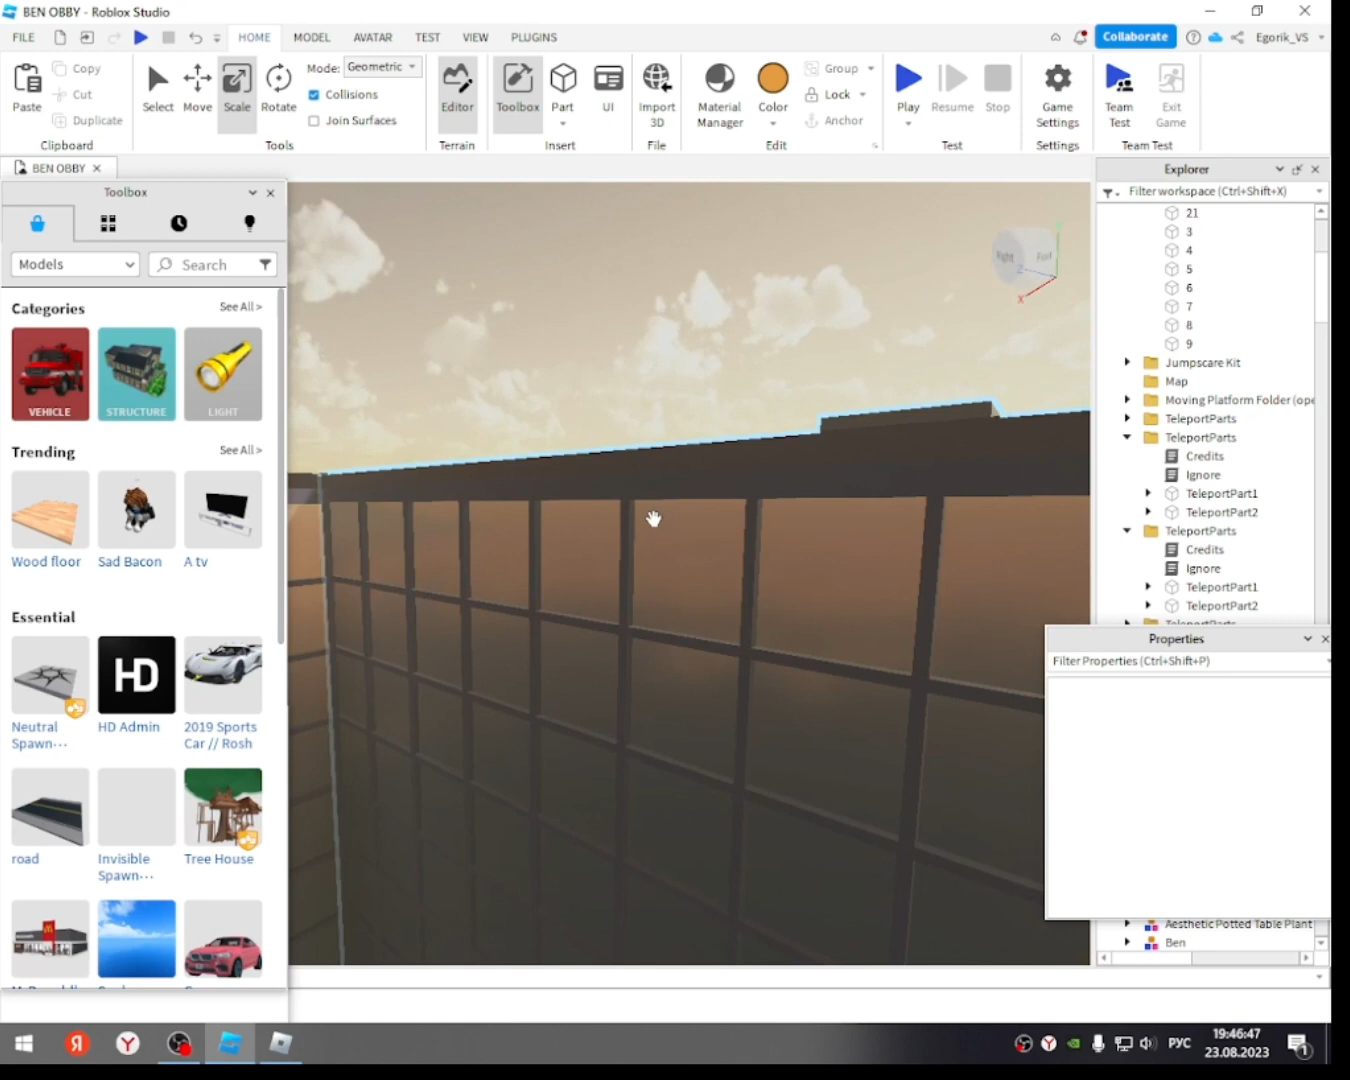 BEN OBBY - Roblox Studio
FILE HOME MODEL AVATAR TEST VIEW PLUGINS Collaborate Egorik_VS
Paste Copy Cut Duplicate Clipboard
Select Move Scale Rotate Mode: Geometric Collisions Join Surfaces Tools
Editor Terrain
Toolbox Part UI Insert
Import 3D File
Material Manager Color Group Lock Anchor Edit
Play Resume Stop Test
Game Settings Settings
Team Test Exit Game Team Test
BEN OBBY
Toolbox
Models Search
Categories See All >
VEHICLE STRUCTURE LIGHT
Trending See All >
Wood floor Sad Bacon A tv
Essential
HD
Neutral Spawn… HD Admin 2019 Sports Car // Rosh
road Invisible Spawn… Tree House
Right Front
X
Z
Explorer
Filter workspace (Ctrl+Shift+X)
21
3
4
5
6
7
8
9
Jumpscare Kit
Map
Moving Platform Folder (ope
TeleportParts
TeleportParts
Credits
Ignore
TeleportPart1
TeleportPart2
TeleportParts
Credits
Ignore
TeleportPart1
TeleportPart2
TeleportParts
Properties
Filter Properties (Ctrl+Shift+P)
Aesthetic Potted Table Plant
Ben
Я Y
Y РУС 19:46:47
23.08.2023
1